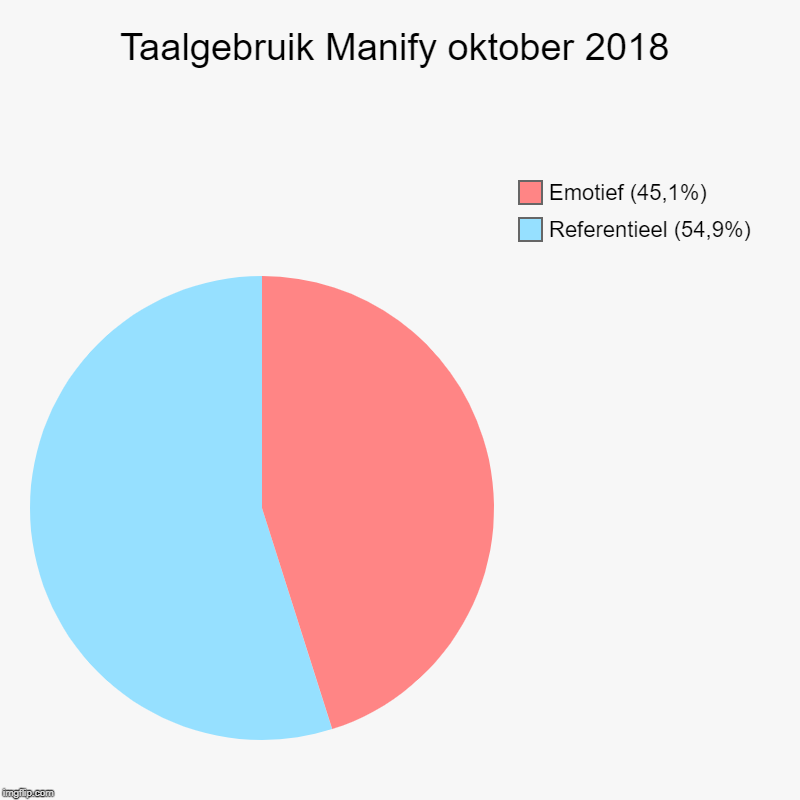 Taalgebruik Manify oktober 2018
Emotief (45,1%)
Referentieel (54,9%)
imgflip.com